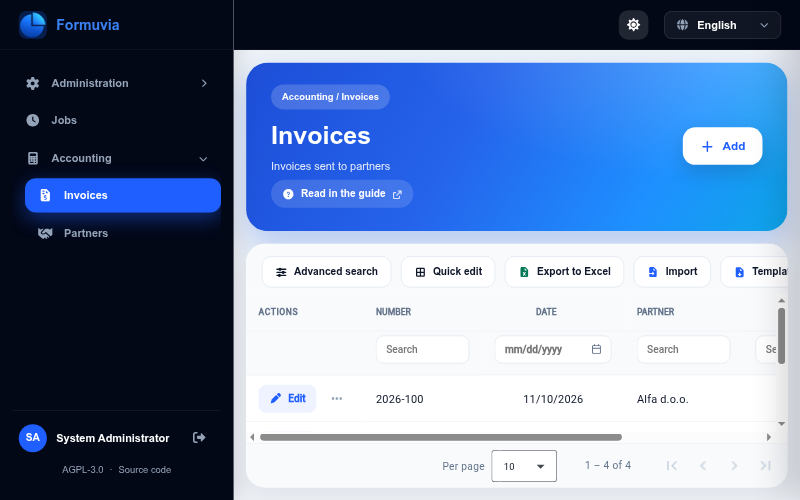 Formuvia
English
Administration
Jobs
Accounting
Invoices
Partners
Accounting / Invoices
Invoices
Invoices sent to partners
Read in the guide
Add
Advanced search
Quick edit
Export to Excel
Import
Templat
ACTIONS
NUMBER
DATE
PARTNER
Search
mm/dd/yyyy
Search
Se
Edit
2026-100
11/10/2026
Alfa d.o.o.
Per page
10
1 – 4 of 4
SA
System Administrator
AGPL-3.0 · Source code